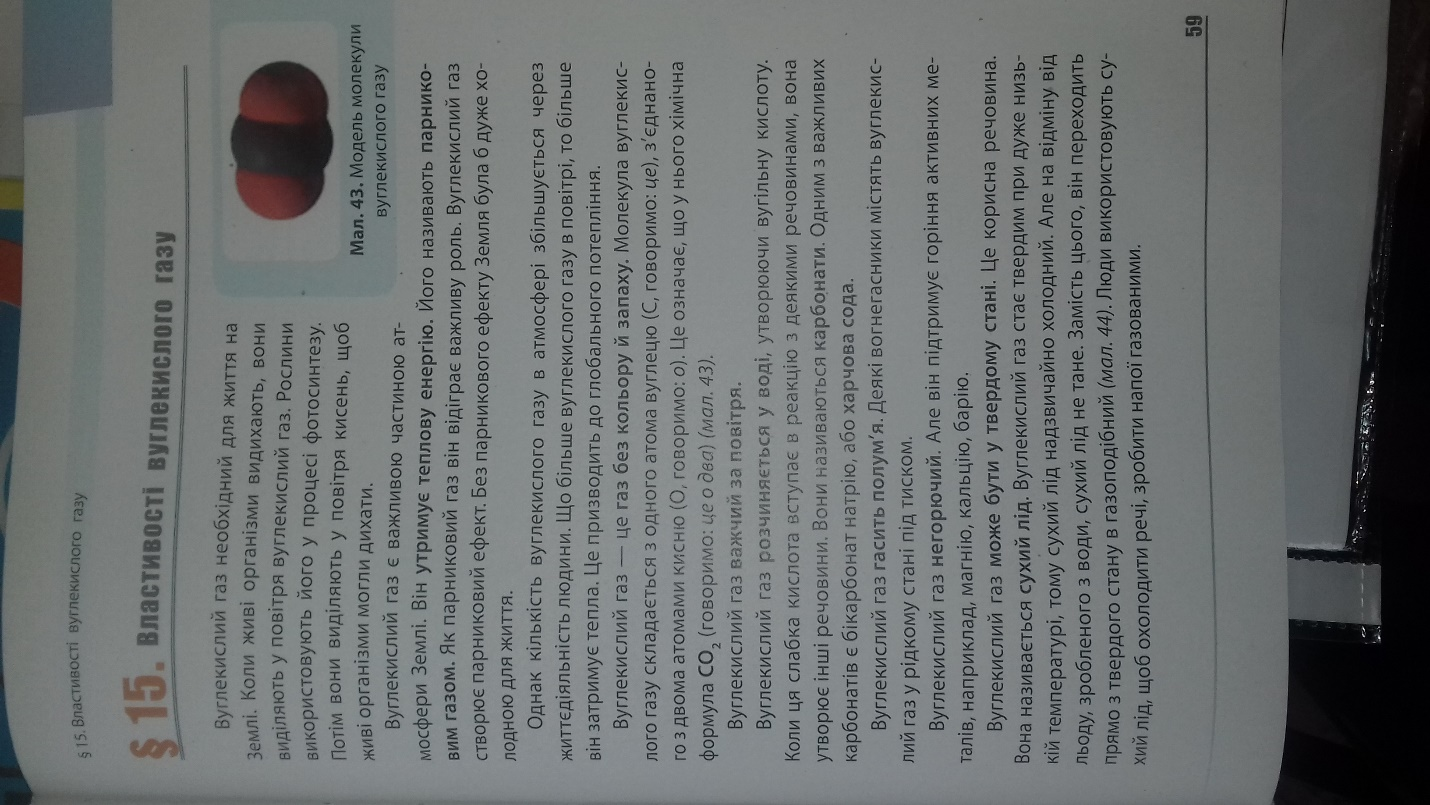 § 15. Властивості вуглекислого газу
§ 15. Властивості вуглекислого газу
Вуглекислий газ необхідний для життя на
Землі. Коли живі організми видихають, вони
виділяють у повітря вуглекислий газ. Рослини
використовують його у процесі фотосинтезу.
Потім вони виділяють у повітря кисень, щоб
живі організми могли дихати.
Мал. 43. Модель молекули
вуглекислого газу
Вуглекислий газ є важливою частиною ат-
мосфери Землі. Він утримує теплову енергію. Його називають парнико-
вим газом. Як парниковий газ він відіграє важливу роль. Вуглекислий газ
створює парниковий ефект. Без парникового ефекту Земля була б дуже хо-
лодною для життя.
Однак кількість вуглекислого газу в атмосфері збільшується через
життєдіяльність людини. Що більше вуглекислого газу в повітрі, то більше
він затримує тепла. Це призводить до глобального потепління.
Вуглекислий газ — це газ без кольору й запаху. Молекула вуглекис-
лого газу складається з одного атома вуглецю (С, говоримо: це), з’єднано-
го з двома атомами кисню (О, говоримо: о). Це означає, що у нього хімічна
формула CO₂ (говоримо: це о два) (мал. 43).
Вуглекислий газ важчий за повітря.
Вуглекислий газ розчиняється у воді, утворюючи вугільну кислоту.
Коли ця слабка кислота вступає в реакцію з деякими речовинами, вона
утворює інші речовини. Вони називаються карбонати. Одним з важливих
карбонатів є бікарбонат натрію, або харчова сода.
Вуглекислий газ гасить полум’я. Деякі вогнегасники містять вуглекис-
лий газ у рідкому стані під тиском.
Вуглекислий газ негорючий. Але він підтримує горіння активних ме-
талів, наприклад, магнію, кальцію, барію.
Вуглекислий газ може бути у твердому стані. Це корисна речовина.
Вона називається сухий лід. Вуглекислий газ стає твердим при дуже низь-
кій температурі, тому сухий лід надзвичайно холодний. Але на відміну від
льоду, зробленого з води, сухий лід не тане. Замість цього, він переходить
прямо з твердого стану в газоподібний (мал. 44). Люди використовують су-
хий лід, щоб охолодити речі, зробити напої газованими.
59